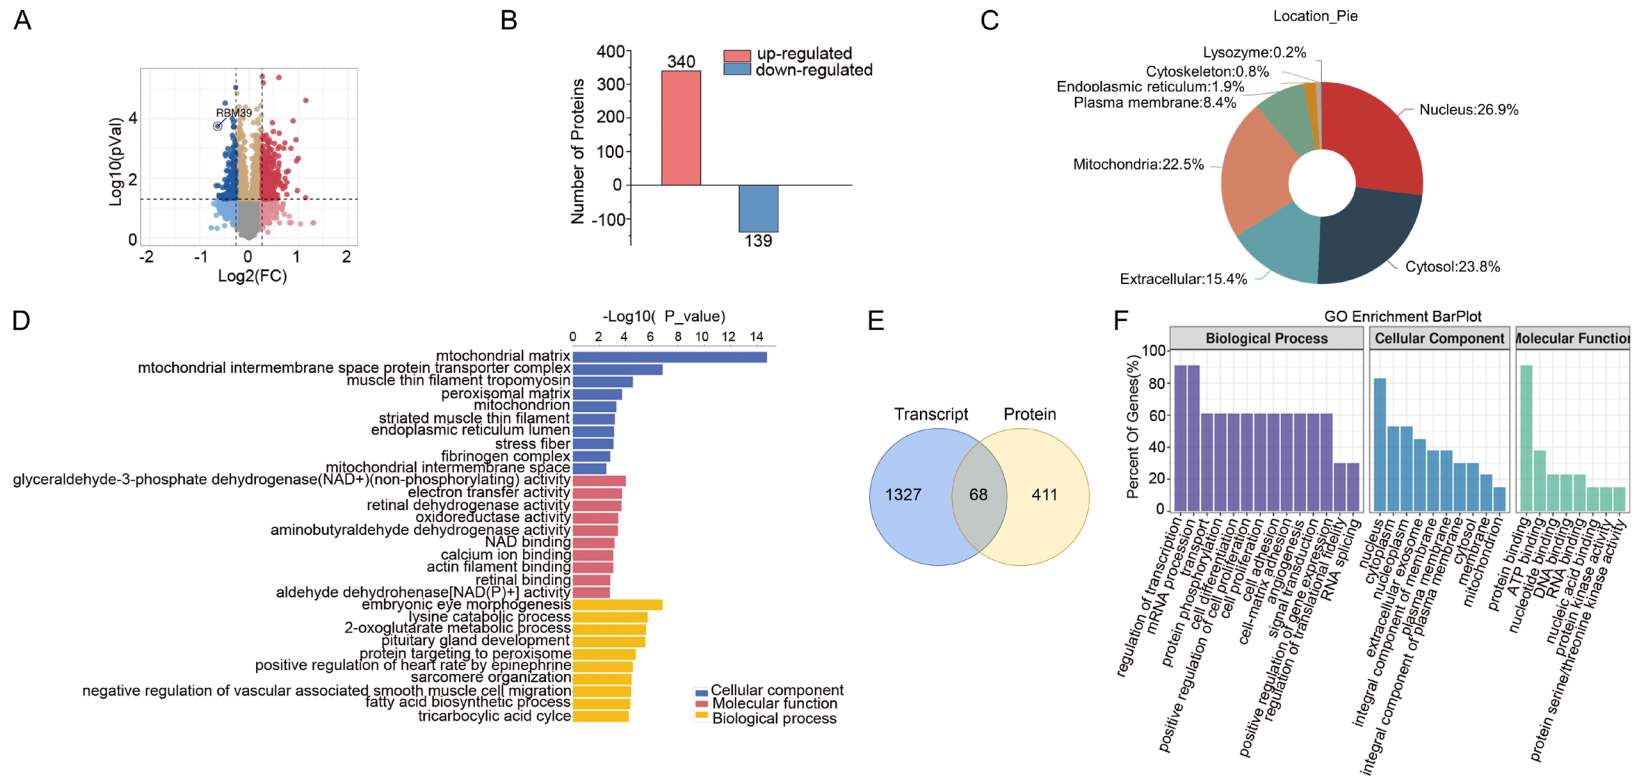 A
Log10(pVal)
4
2
0
RBM39
-2
-1
0
1
2
Log2(FC)
B
Number of Proteins
400
300
200
100
0
-100
340
139
up-regulated
down-regulated
C
Location_Pie
Lysozyme:0.2%
Cytoskeleton:0.8%
Endoplasmic reticulum:1.9%
Plasma membrane:8.4%
Nucleus:26.9%
Mitochondria:22.5%
Cytosol:23.8%
Extracellular:15.4%
D
-Log10( P_value)
0 2 4 6 8 10 12 14
mtochondrial matrix
mtochondrial intermembrane space protein transporter complex
muscle thin filament tropomyosin
peroxisomal matrix
mitochondrion
striated muscle thin filament
endoplasmic reticulum lumen
stress fiber
fibrinogen complex
mitochondrial intermembrane space
glyceraldehyde-3-phosphate dehydrogenase(NAD+)(non-phosphorylating) activity
electron transfer activity
retinal dehydrogenase activity
oxidoreductase activity
aminobutyraldehyde dehydrogenase activity
NAD binding
calcium ion binding
actin filament binding
retinal binding
aldehyde dehydrohenase[NAD(P)+] activity
embryonic eye morphogenesis
lysine catabolic process
2-oxoglutarate metabolic process
pituitary gland development
protein targeting to peroxisome
positive regulation of heart rate by epinephrine
sarcomere organization
negative regulation of vascular associated smooth muscle cell migration
fatty acid biosynthetic process
tricarbocylic acid cylce
Cellular component
Molecular function
Biological process
E
Transcript
Protein
1327
68
411
F
GO Enrichment BarPlot
Biological Process
Cellular Component
Molecular Function
Percent Of Genes(%)
100
80
60
40
20
0
regulation of transcription
mRNA procession
transport
protein phosphorylation
cell differentiation
positive regulation of cell proliferation
cell proliferation
cell adhesion
cell-matrix adhesion
angiogenesis
signal transduction
positive regulation of gene expression
regulation of translational fidelity
RNA splicing
nucleus
cytoplasm
nucleoplasm
extracellular exosome
integral component of membrane
plasma membrane
integral component of plasma membrane
cytosol
membrane
mitochondrion
protein binding
ATP binding
nucleotide binding
DNA binding
RNA binding
nucleic acid binding
protein kinase activity
protein serine/threonine kinase activity